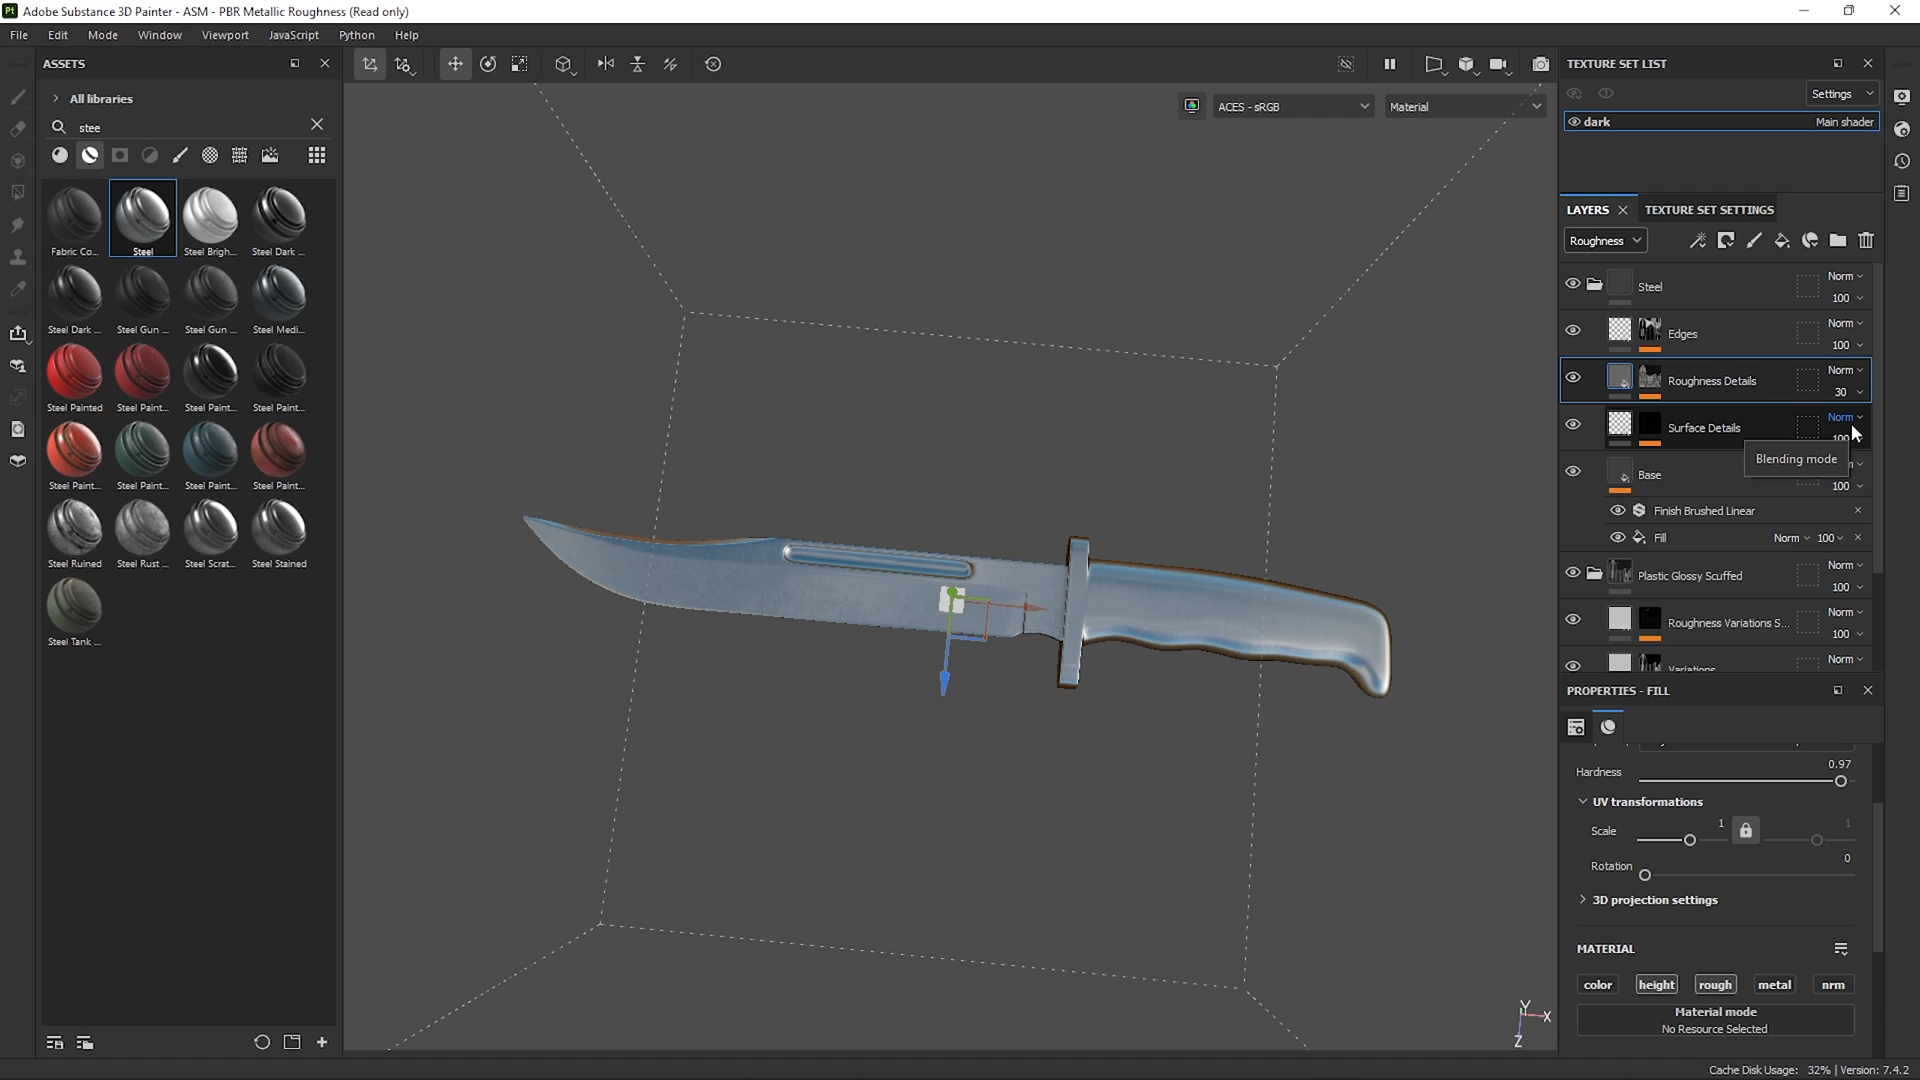 Pt Adobe Substance 3D Painter - ASM - PBR Metallic Roughness (Read only)
File Edit Mode Window Viewport JavaScript Python Help
ASSETS
All libraries
stee
Fabric Co... Steel Steel Brigh... Steel Dark ...
Steel Dark ... Steel Gun ... Steel Gun ... Steel Medi...
Steel Painted Steel Paint... Steel Paint... Steel Paint...
Steel Paint... Steel Paint... Steel Paint... Steel Paint...
Steel Ruined Steel Rust ... Steel Scrat... Steel Stained
Steel Tank ...
ACES - sRGB Material
Y
X
Z
TEXTURE SET LIST
Settings
dark Main shader
LAYERS TEXTURE SET SETTINGS
Roughness
Steel Norm 100
Edges Norm 100
Roughness Details Norm 30
Surface Details Norm 100
Blending mode
Base 100
Finish Brushed Linear
Fill Norm 100
Plastic Glossy Scuffed Norm 100
Roughness Variations S... Norm 100
Variations Norm
PROPERTIES - FILL
Hardness 0.97
UV transformations
Scale 1 1
Rotation 0
3D projection settings
MATERIAL
color height rough metal nrm
Material mode
No Resource Selected
Cache Disk Usage: 32% | Version: 7.4.2